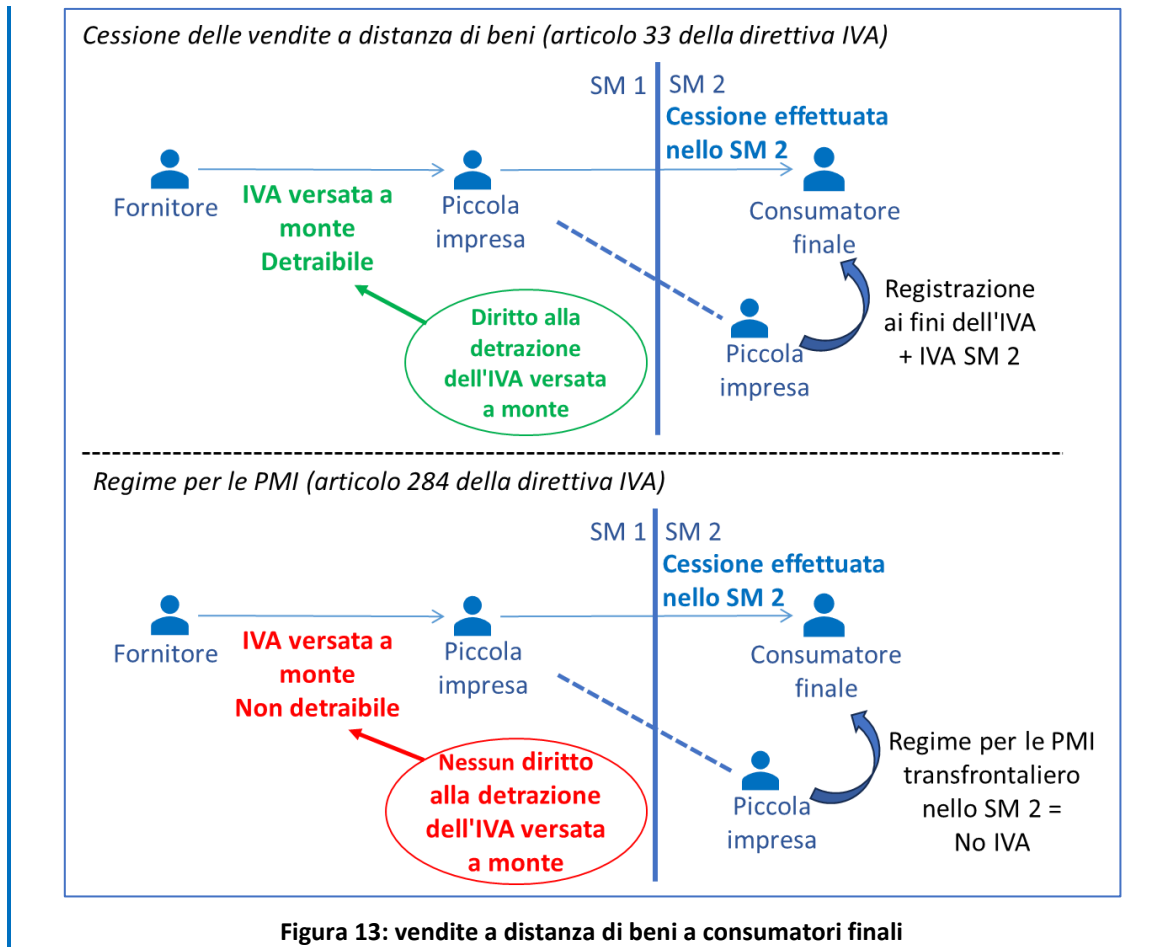 Cessione delle vendite a distanza di beni (articolo 33 della direttiva IVA)
SM 1
SM 2
Cessione effettuata
nello SM 2
Fornitore
IVA versata a
monte
Detraibile
Piccola
impresa
Consumatore
finale
Diritto alla
detrazione
dell'IVA versata
a monte
Piccola
impresa
Registrazione
ai fini dell'IVA
+ IVA SM 2
Regime per le PMI (articolo 284 della direttiva IVA)
SM 1
SM 2
Cessione effettuata
nello SM 2
Fornitore
IVA versata a
monte
Non detraibile
Piccola
impresa
Consumatore
finale
Nessun diritto
alla detrazione
dell'IVA versata
a monte
Piccola
impresa
Regime per le PMI
transfrontaliero
nello SM 2 =
No IVA
Figura 13: vendite a distanza di beni a consumatori finali